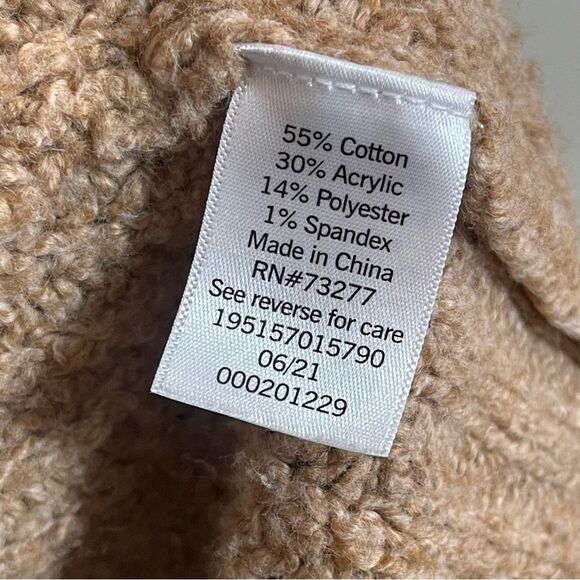 55% Cotton
30% Acrylic
14% Polyester
1% Spandex
Made in China
RN#73277
See reverse for care
195157015790
06/21
000201229